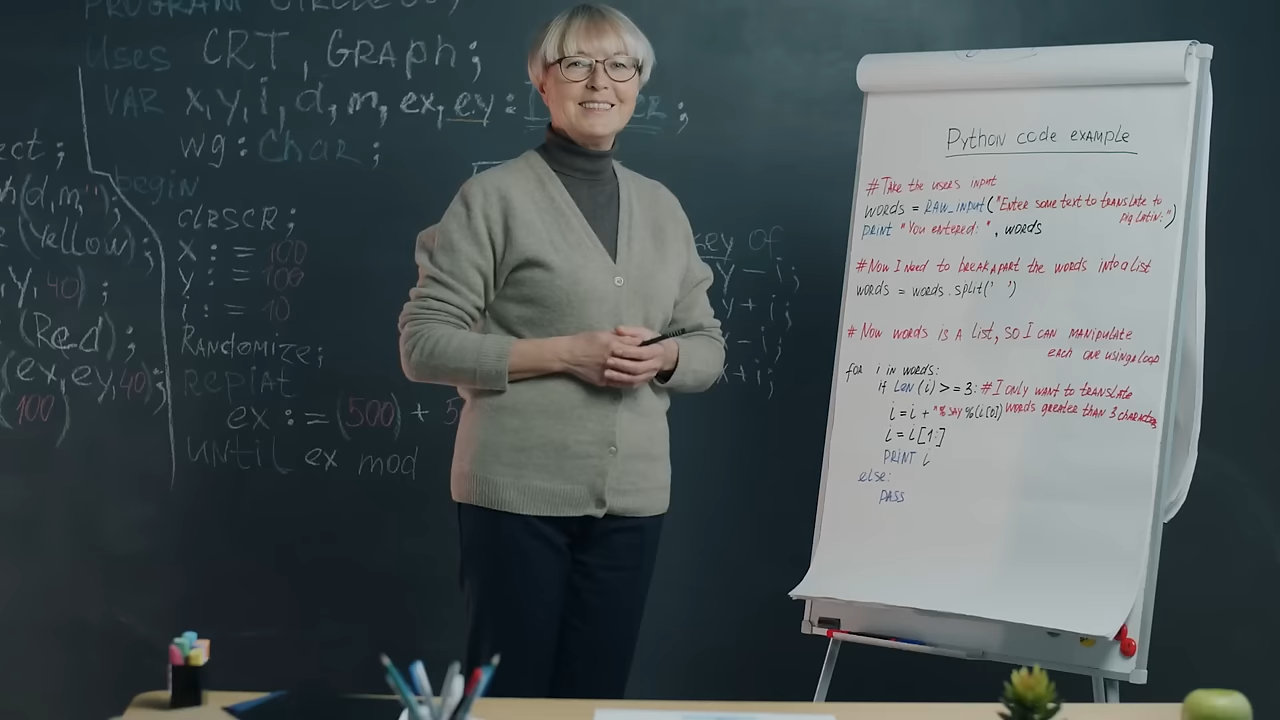 PROGRAM CIRCLE
Uses CRT, GRAPh;
VAR x,y,i,d,m,ex,ey:
wg: Char;
begin
ClRSCR;
x := 100
y := 100
i := 10
RANdomize;
REPIAT
ex := (500) + 5
UNTIL ex mod
ect;
(d,m,");
(Yellow);
Y, 40);
(Red);
(ex,ey,40);
(100)
key of
y - i;
y + i;
- i;
x + i;
Python code example
# Take the users input
words = RAW_input("Enter some text to translate to
pig latin:")
PRINT "You entered: ", words
#Now I need to break apart the words into a list
words = words.split(' ')
# Now words is a list, so I can manipulate
each one using a loop
for i in words:
if Len (i) >= 3: # I only want to translate
i = i + "%say %(i[0]) words greater than 3 characters
i = i[1:]
PRINT i
else:
pass